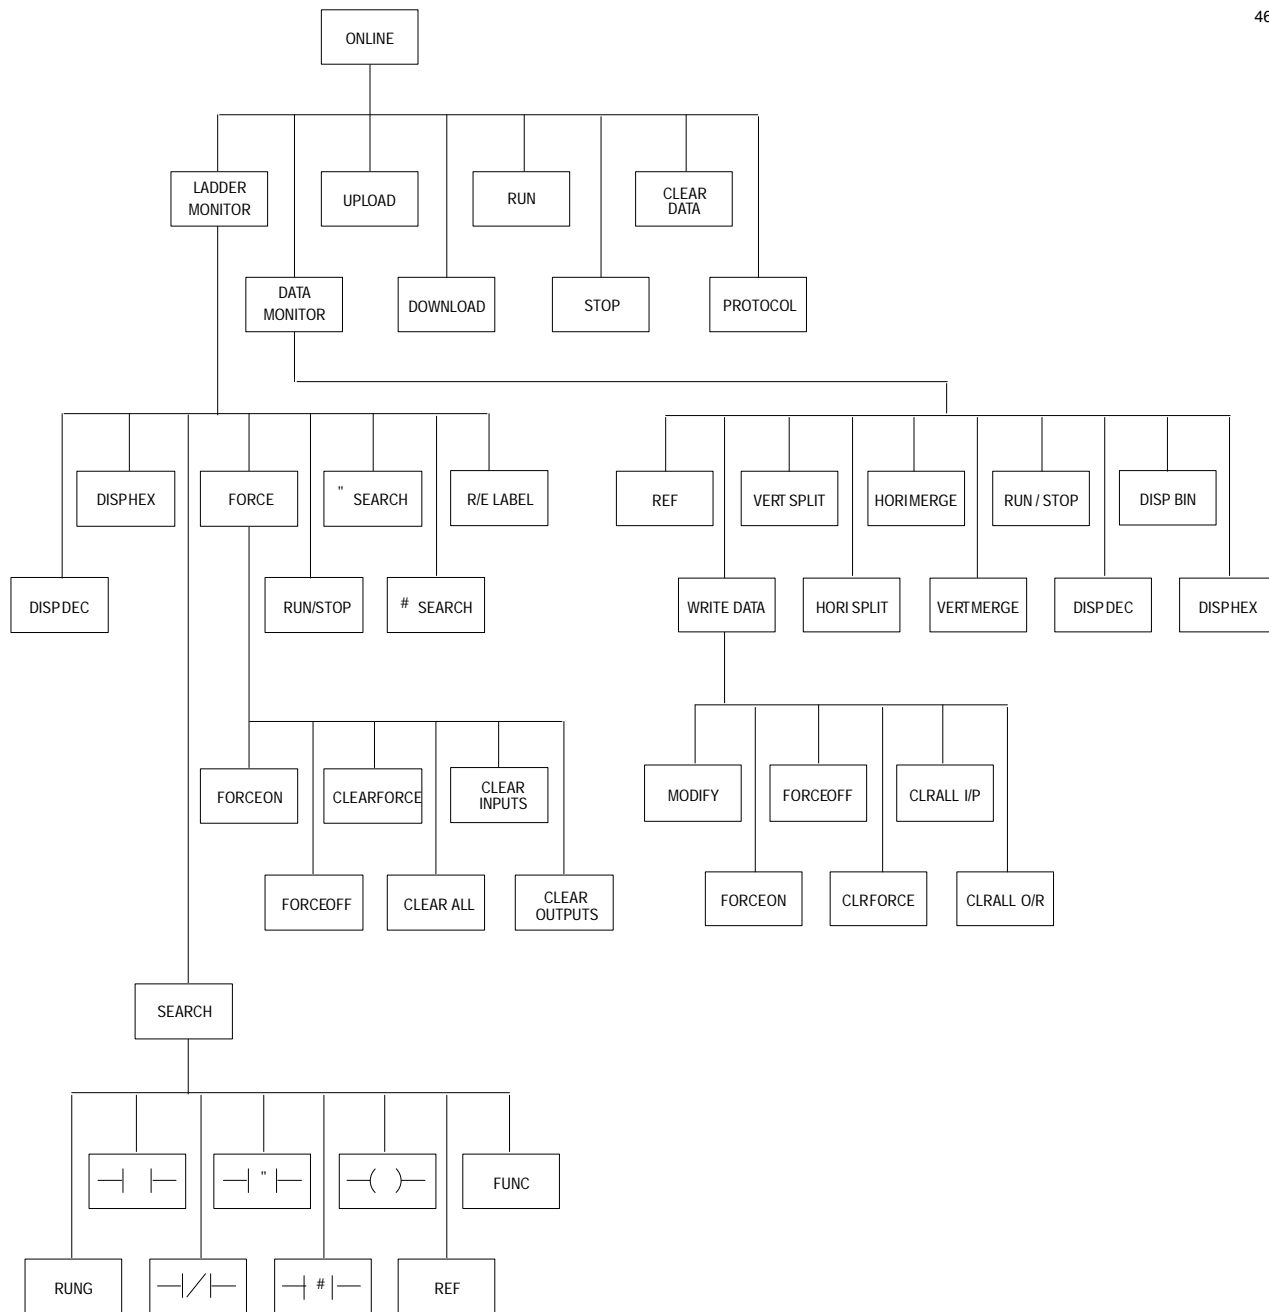 46
ONLINE
LADDER
MONITOR
UPLOAD
RUN
CLEAR
DATA
DATA
MONITOR
DOWNLOAD
STOP
PROTOCOL
DISPHEX
FORCE
" SEARCH
R/E LABEL
REF
VERT SPLIT
HORIMERGE
RUN / STOP
DISP BIN
DISPDEC
RUN/STOP
# SEARCH
WRITE DATA
HORI SPLIT
VERTMERGE
DISPDEC
DISPHEX
FORCEON
CLEARFORCE
CLEAR
INPUTS
MODIFY
FORCEOFF
CLRALL I/P
FORCEOFF
CLEAR ALL
CLEAR
OUTPUTS
FORCEON
CLRFORCE
CLRALL O/R
SEARCH
"
FUNC
RUNG
#
REF